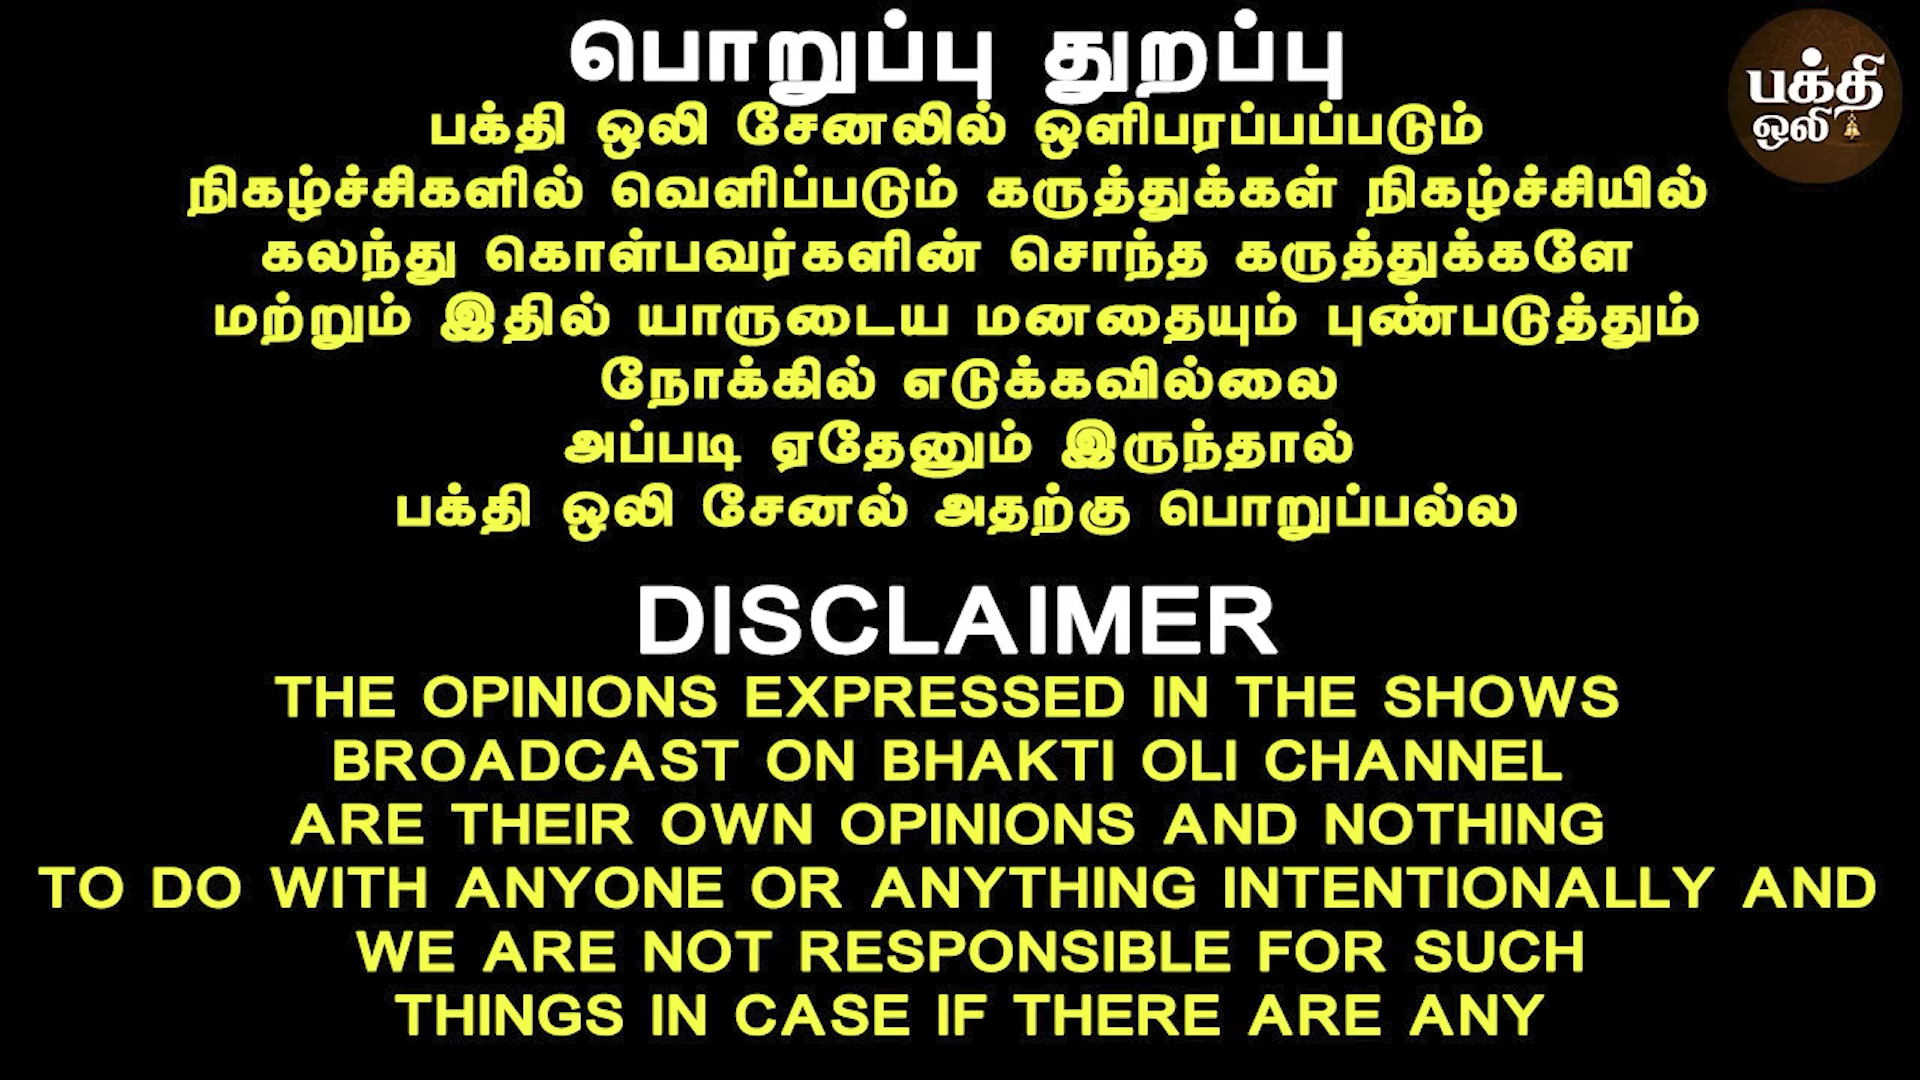 பொறுப்பு துறப்பு
பக்தி ஒலி
பக்தி ஒலி சேனலில் ஒளிபரப்பப்படும்
நிகழ்ச்சிகளில் வெளிப்படும் கருத்துக்கள் நிகழ்ச்சியில்
கலந்து கொள்பவர்களின் சொந்த கருத்துக்களே
மற்றும் இதில் யாருடைய மனதையும் புண்படுத்தும்
நோக்கில் எடுக்கவில்லை
அப்படி ஏதேனும் இருந்தால்
பக்தி ஒலி சேனல் அதற்கு பொறுப்பல்ல
DISCLAIMER
THE OPINIONS EXPRESSED IN THE SHOWS
BROADCAST ON BHAKTI OLI CHANNEL
ARE THEIR OWN OPINIONS AND NOTHING
TO DO WITH ANYONE OR ANYTHING INTENTIONALLY AND
WE ARE NOT RESPONSIBLE FOR SUCH
THINGS IN CASE IF THERE ARE ANY